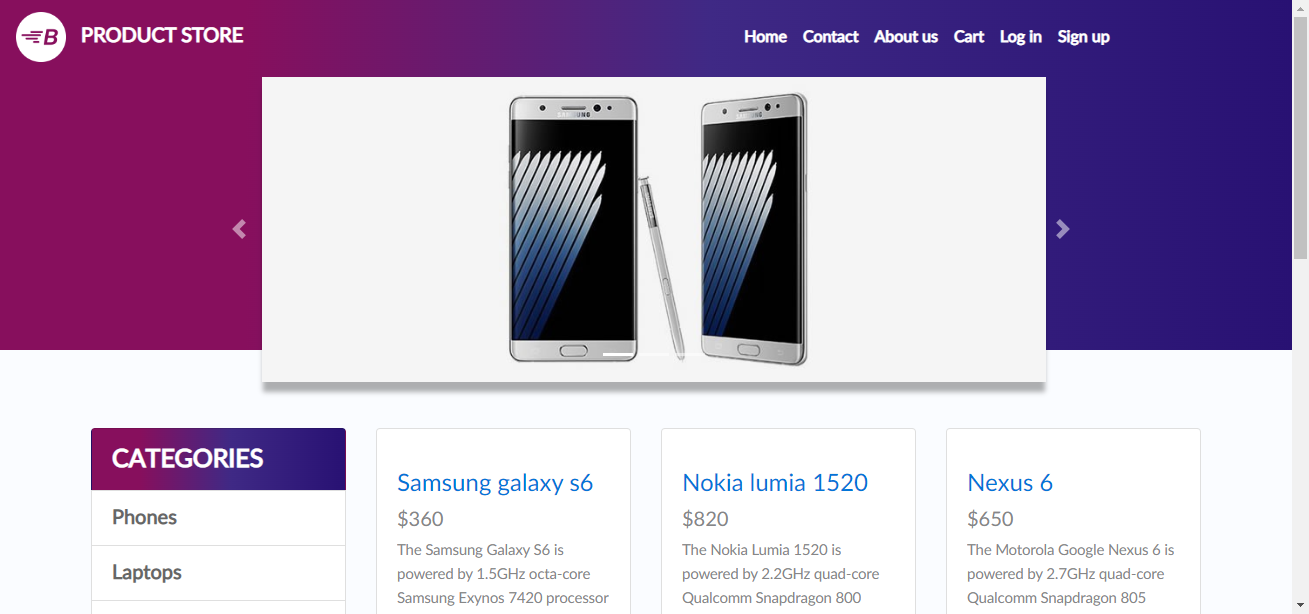 B
PRODUCT STORE
Home
Contact
About us
Cart
Log in
Sign up
SAMSUNG
SAMSUNG
CATEGORIES
Phones
Laptops
Samsung galaxy s6
$360
The Samsung Galaxy S6 is
powered by 1.5GHz octa-core
Samsung Exynos 7420 processor
Nokia lumia 1520
$820
The Nokia Lumia 1520 is
powered by 2.2GHz quad-core
Qualcomm Snapdragon 800
Nexus 6
$650
The Motorola Google Nexus 6 is
powered by 2.7GHz quad-core
Qualcomm Snapdragon 805